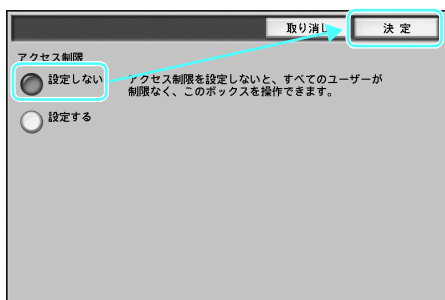 取り消し 決 定
アクセス制限
設定しない
アクセス制限を設定しないと、すべてのユーザーが
制限なく、このボックスを操作できます。
設定する